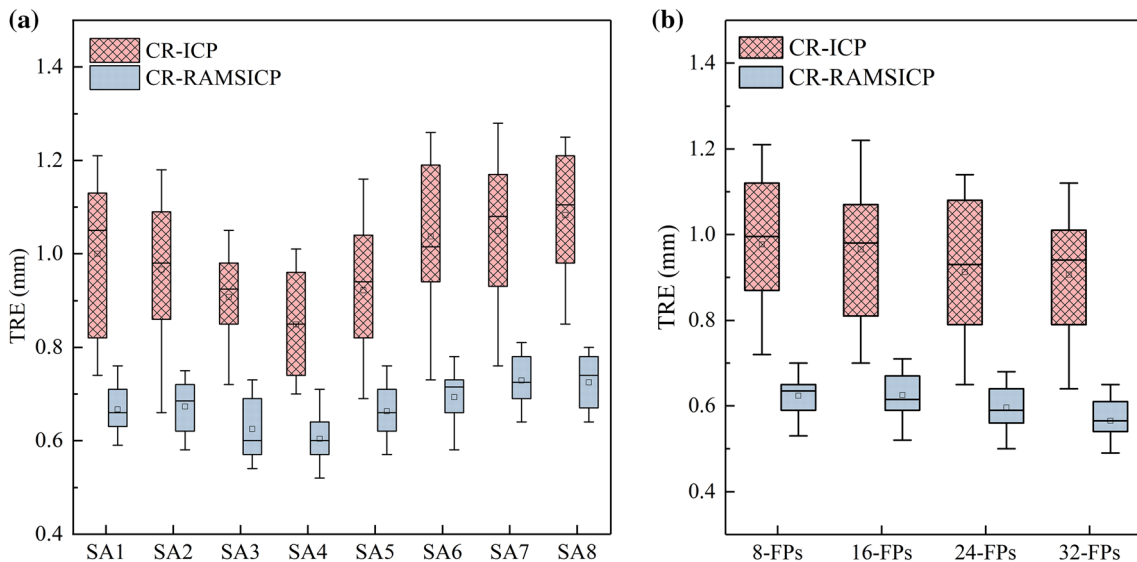 (a)
CR-ICP
CR-RAMSICP
1.4
1.2
1.0
0.8
0.6
0.4
TRE (mm)
SA1 SA2 SA3 SA4 SA5 SA6 SA7 SA8
(b)
CR-ICP
CR-RAMSICP
1.4
1.2
1.0
0.8
0.6
0.4
TRE (mm)
8-FPs 16-FPs 24-FPs 32-FPs